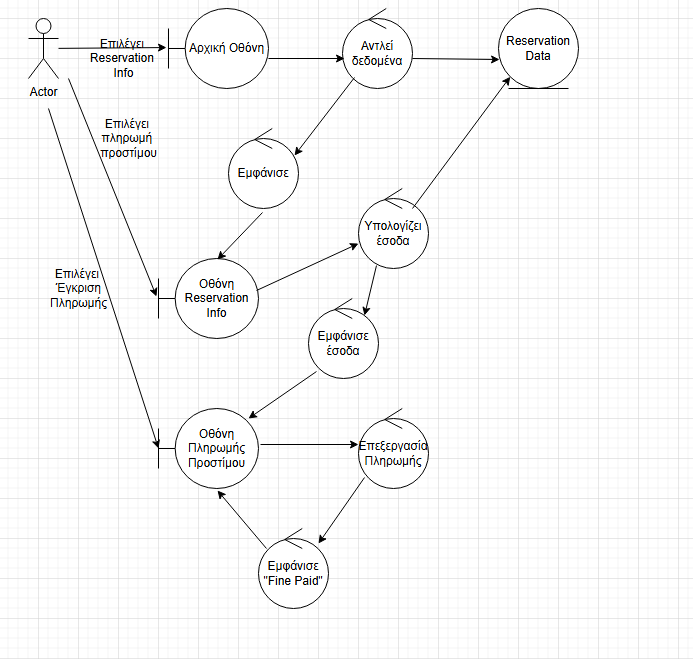 Επιλέγει
Reservation
Info
Αρχική Οθόνη
Αντλεί
δεδομένα
Reservation
Data
Actor
Επιλέγει
πληρωμή
προστίμου
Εμφάνισε
Υπολογίζει
έσοδα
Επιλέγει
Έγκριση
Πληρωμής
Οθόνη
Reservation
Info
Εμφάνισε
έσοδα
Οθόνη
Πληρωμής
Προστίμου
Επεξεργασία
Πληρωμής
Εμφάνισε
"Fine Paid"